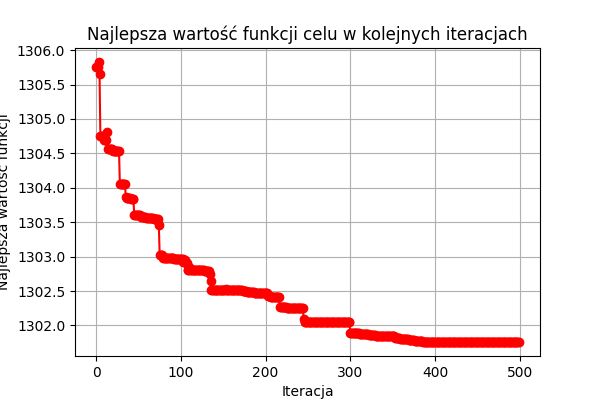 Najlepsza wartość funkcji celu w kolejnych iteracjach
1306.0
1305.5
1305.0
1304.5
1304.0
1303.5
1303.0
1302.5
1302.0
Najlepsza wartość funkcji
0 100 200 300 400 500
Iteracja